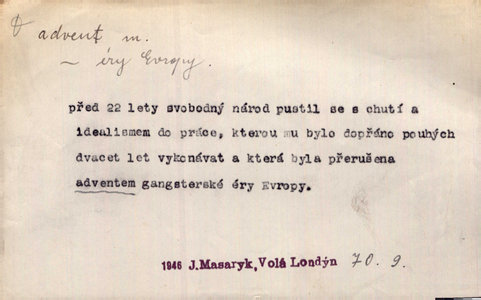 advent m.
~ éry Evropy.
před 22 lety svobodný národ pustil se s chutí a
idealismem do práce, kterou mu bylo dopřáno pouhých
dvacet let vykonávat a která byla přerušena
adventem gangsterské éry Evropy.
1946 J.Masaryk,Volá Londýn 70. 9.